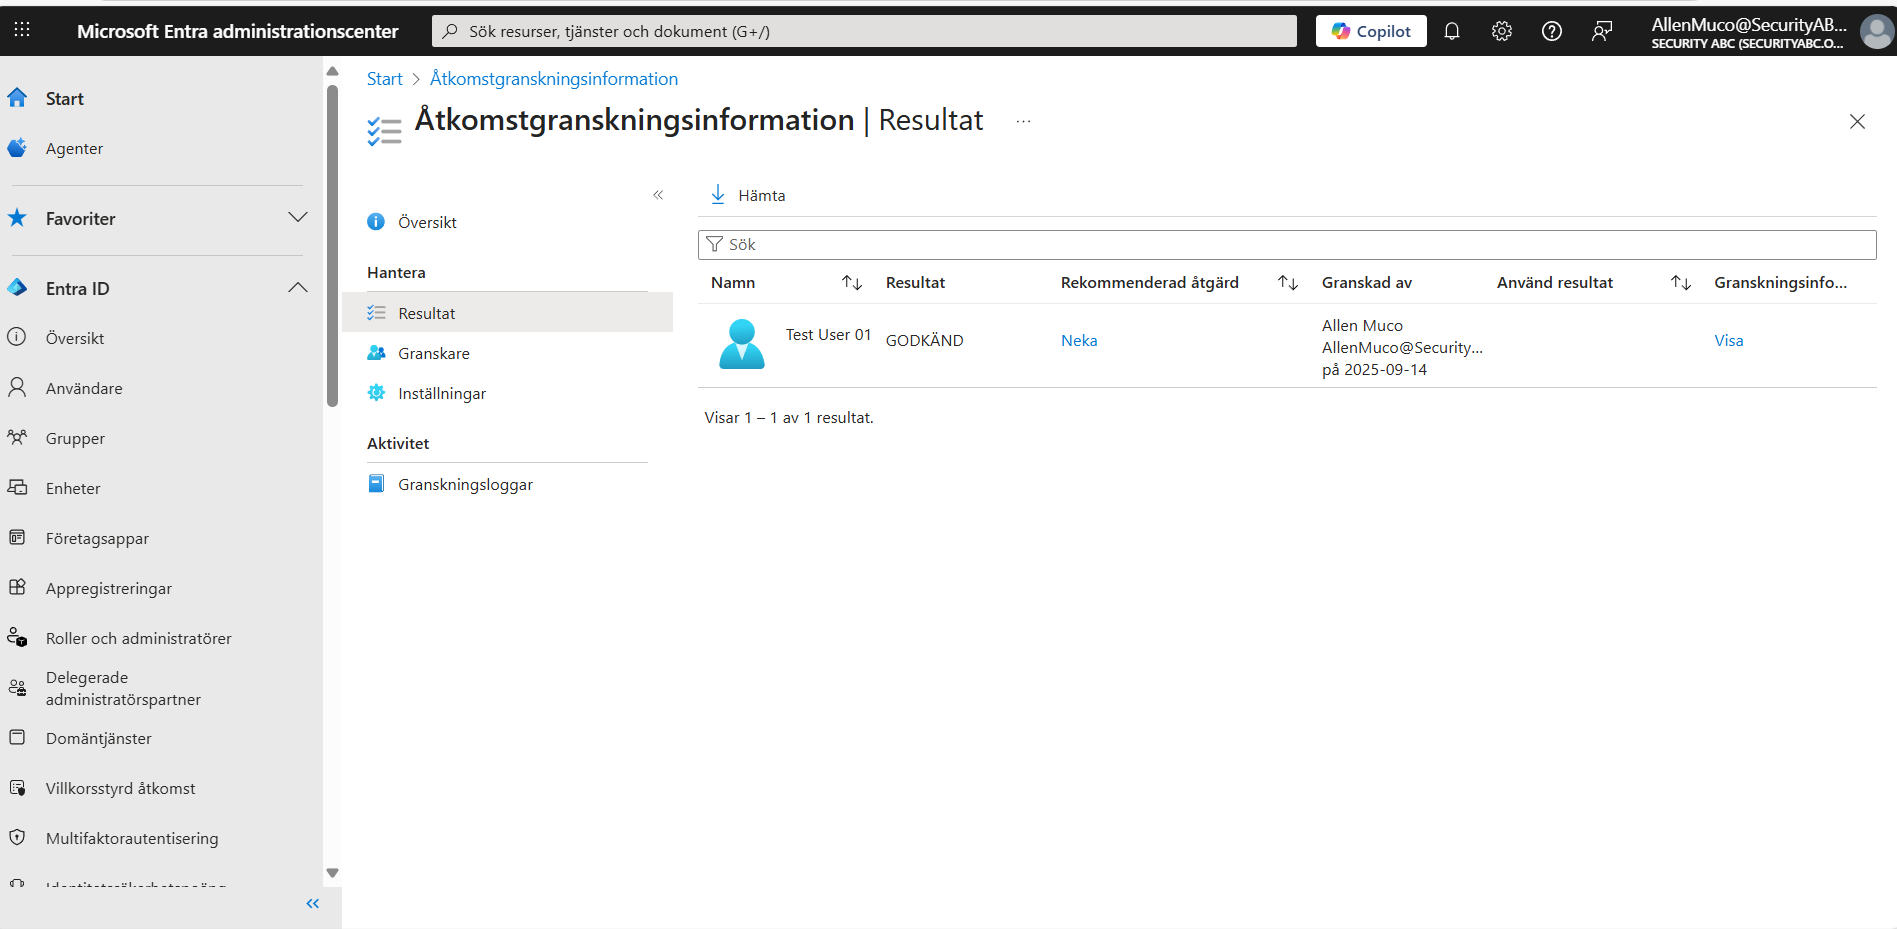 Microsoft Entra administrationscenter
Sök resurser, tjänster och dokument (G+/)
Copilot
AllenMuco@SecurityAB...
SECURITY ABC (SECURITYABC.O...
Start
Agenter
Favoriter
Entra ID
Översikt
Användare
Grupper
Enheter
Företagsappar
Appregistreringar
Roller och administratörer
Delegerade
administratörspartner
Domäntjänster
Villkorsstyrd åtkomst
Multifaktorautentisering
Start > Åtkomstgranskningsinformation
Åtkomstgranskningsinformation | Resultat ...
Översikt
Hantera
Resultat
Granskare
Inställningar
Aktivitet
Granskningsloggar
Hämta
Sök
Namn Resultat Rekommenderad åtgärd Granskad av Använd resultat Granskningsinfo...
Test User 01 GODKÄND Neka Allen Muco Visa
AllenMuco@Security...
på 2025-09-14
Visar 1 – 1 av 1 resultat.